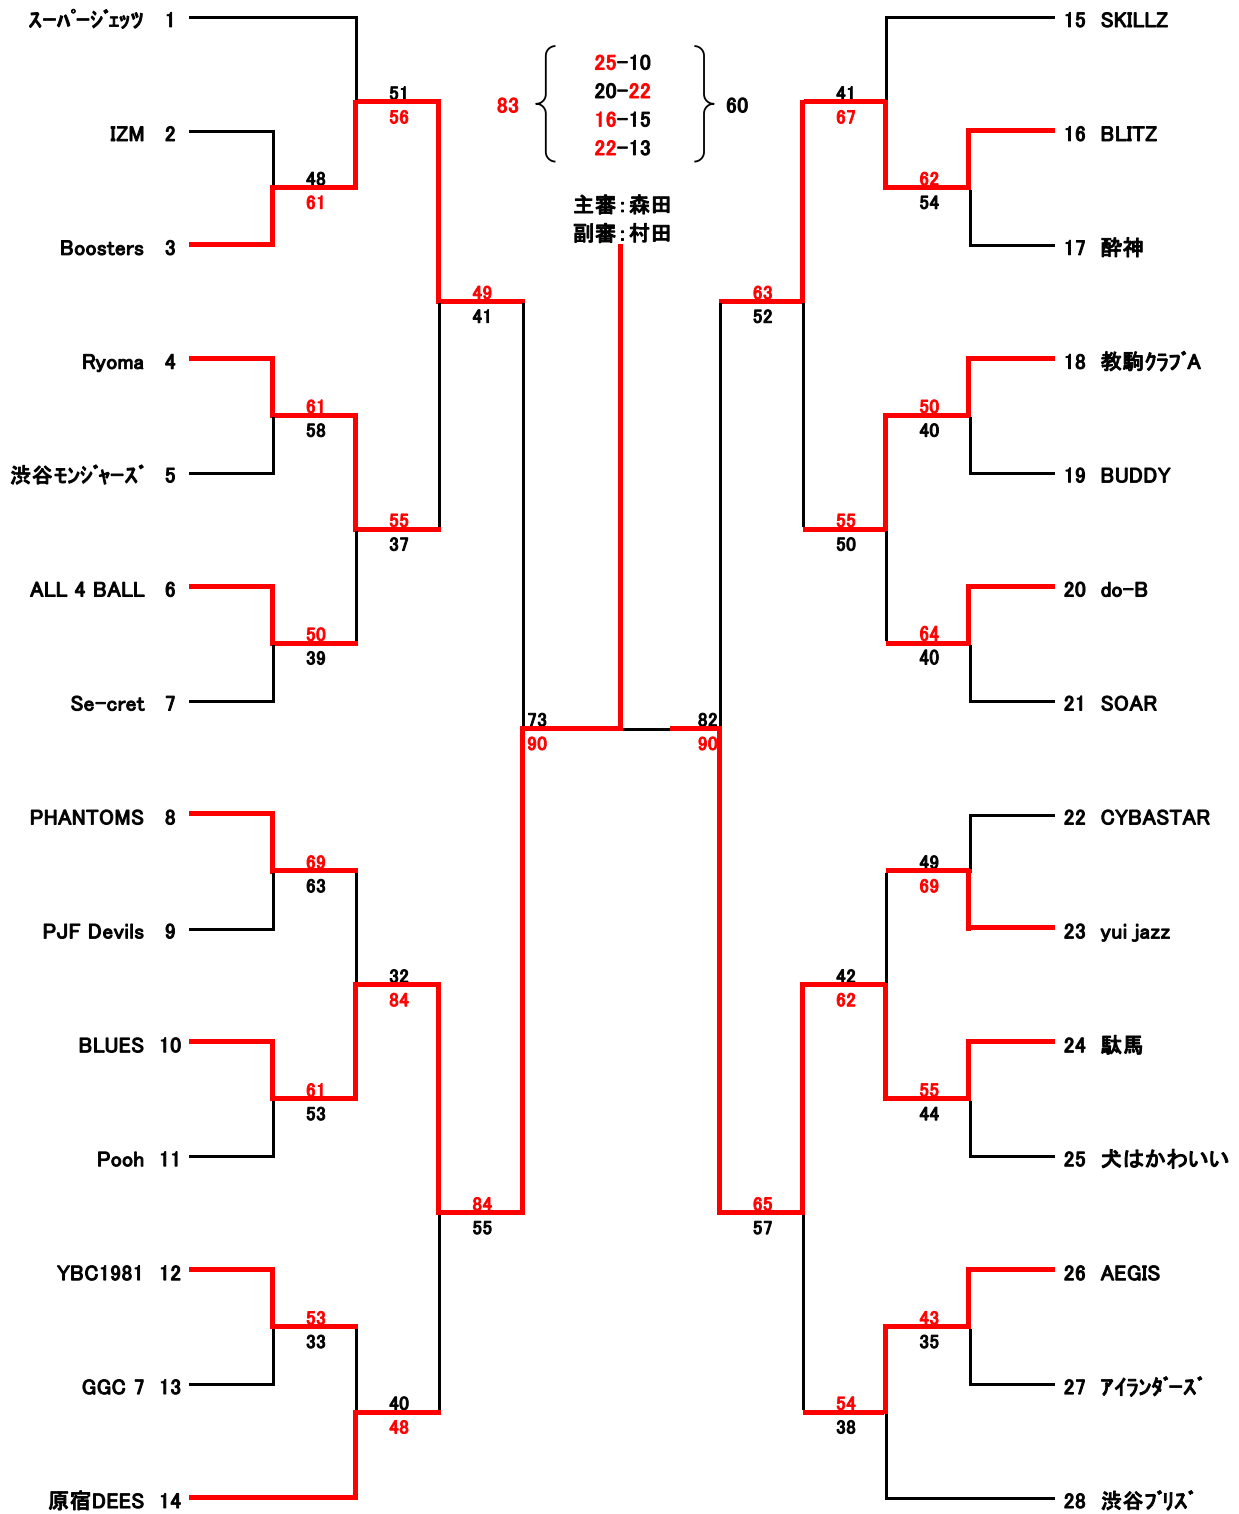 ｽｰﾊﾟｰｼﾞｪｯﾂ 1
51
56
IZM 2
48
61
Boosters 3
49
41
Ryoma 4
61
58
渋谷ﾓﾝｼﾞｬｰｽﾞ 5
55
37
ALL 4 BALL 6
50
39
Se-cret 7
73
90
PHANTOMS 8
69
63
PJF Devils 9
32
84
BLUES 10
61
53
Pooh 11
84
55
YBC1981 12
53
33
GGC 7 13
40
48
原宿DEES 14
83
25-10
20-22
16-15
22-13
60
主審：森田
副審：村田
15 SKILLZ
41
67
16 BLITZ
62
54
17 酔神
63
52
18 教駒ｸﾗﾌﾞA
50
40
19 BUDDY
55
50
20 do-B
64
40
21 SOAR
82
90
22 CYBASTAR
49
69
23 yui jazz
42
62
24 駄馬
55
44
25 犬はかわいい
65
57
26 AEGIS
43
35
27 ｱｲﾗﾝﾀﾞｰｽﾞ
54
38
28 渋谷ﾌﾞﾘｽﾞ